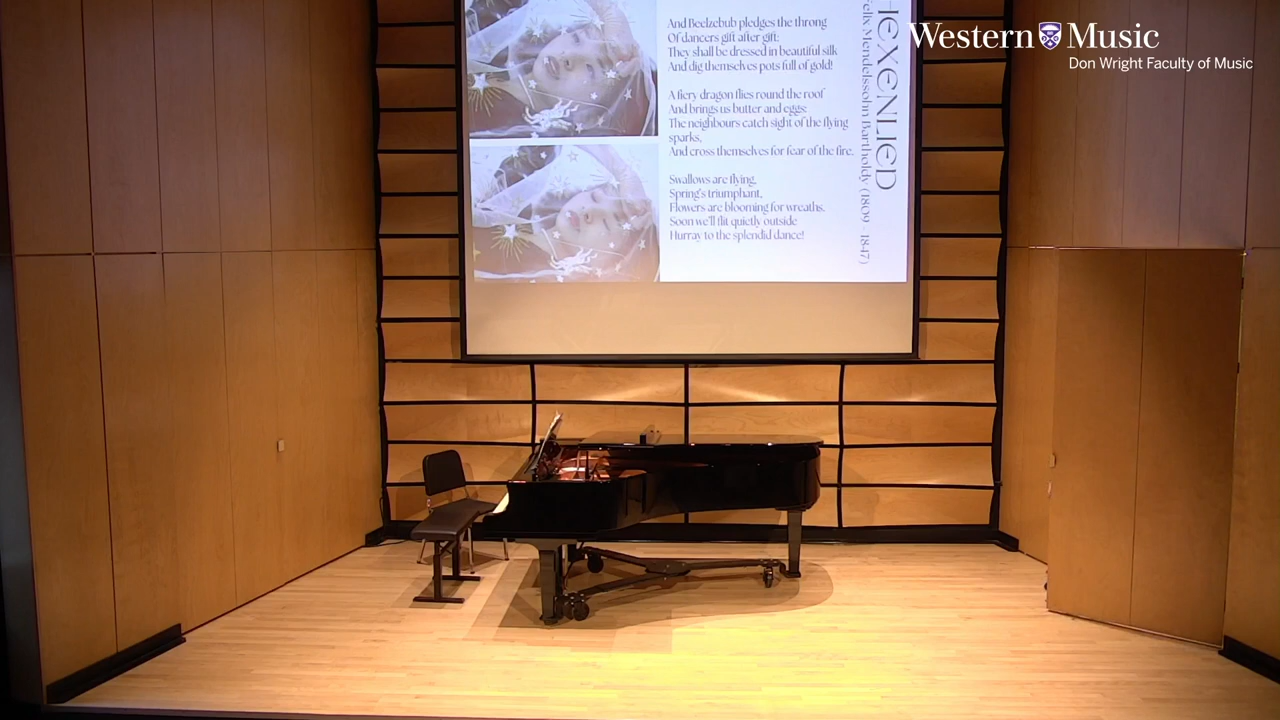 And Beelzebub pledges the throng
Of dancers gift after gift:
They shall be dressed in beautiful silk
And dig themselves pots full of gold!
A fiery dragon flies round the roof
And brings us butter and eggs:
The neighbours catch sight of the flying
sparks,
And cross themselves for fear of the fire.
Swallows are flying,
Spring's triumphant,
Flowers are blooming for wreaths.
Soon we'll flit quietly outside
Hurray to the splendid dance!
HEXENLIED
Felix Mendelssohn Bartholdy (1809 - 1847)
Western Music
Don Wright Faculty of Music